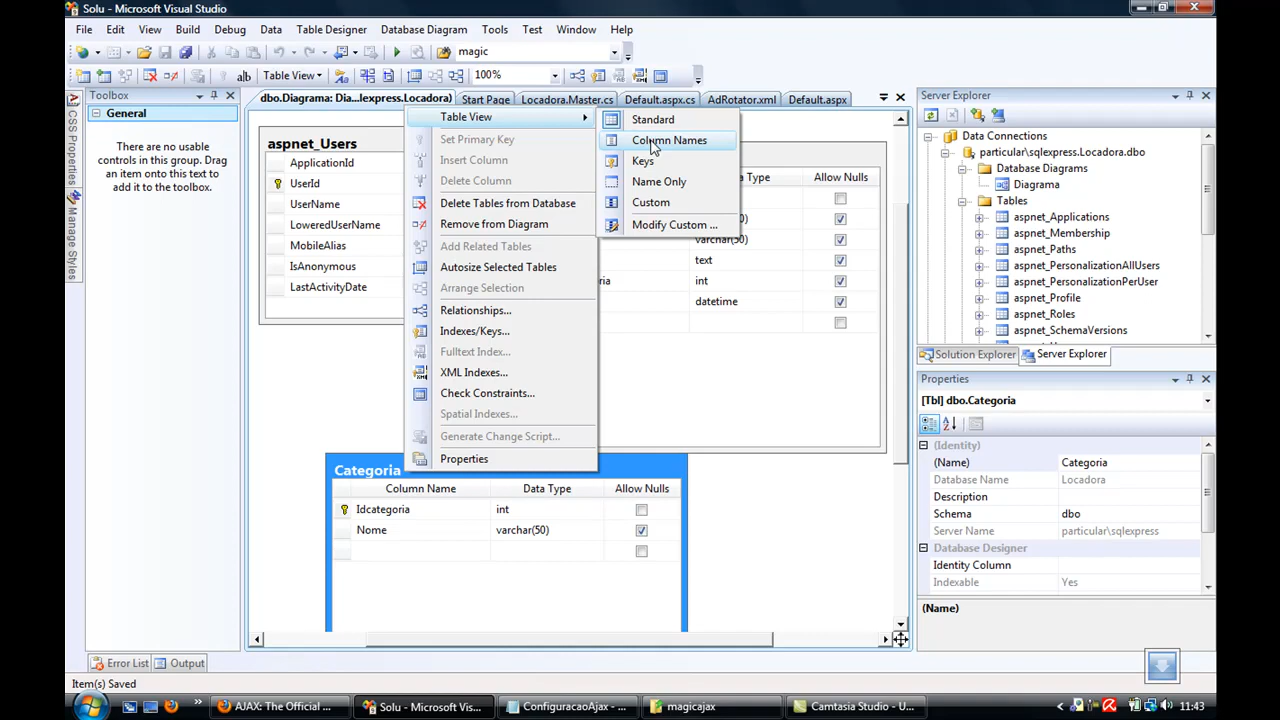 Solu - Microsoft Visual Studio
File Edit View Build Debug Data Table Designer Database Diagram Tools Test Window Help
magic
Table View 100%
Toolbox
General
There are no usable controls in this group. Drag an item onto this text to add it to the toolbox.
CSS Properties
Manage Styles
dbo.Diagrama: Dia...lexpress.Locadora) Start Page Locadora.Master.cs Default.aspx.cs AdRotator.xml Default.aspx
aspnet_Users
ApplicationId
UserId
UserName
LoweredUserName
MobileAlias
IsAnonymous
LastActivityDate
Table View
Set Primary Key
Insert Column
Delete Column
Delete Tables from Database
Remove from Diagram
Add Related Tables
Autosize Selected Tables
Arrange Selection
Relationships...
Indexes/Keys...
Fulltext Index...
XML Indexes...
Check Constraints...
Spatial Indexes...
Generate Change Script...
Properties
Standard
Column Names
Keys
Name Only
Custom
Modify Custom ...
a Type Allow Nulls
varchar(50)
text
ria int
datetime
Categoria
Column Name Data Type Allow Nulls
Idcategoria int
Nome varchar(50)
Server Explorer
Data Connections
particular\sqlexpress.Locadora.dbo
Database Diagrams
Diagrama
Tables
aspnet_Applications
aspnet_Membership
aspnet_Paths
aspnet_PersonalizationAllUsers
aspnet_PersonalizationPerUser
aspnet_Profile
aspnet_Roles
aspnet_SchemaVersions
Solution Explorer Server Explorer
Properties
[Tbl] dbo.Categoria
(Identity)
(Name) Categoria
Database Name Locadora
Description
Schema dbo
Server Name particular\sqlexpress
Database Designer
Identity Column
Indexable Yes
(Name)
Error List Output
Item(s) Saved
AJAX: The Official ... Solu - Microsoft Vis... ConfiguracaoAjax - ... magicajax Camtasia Studio - U... 11:43